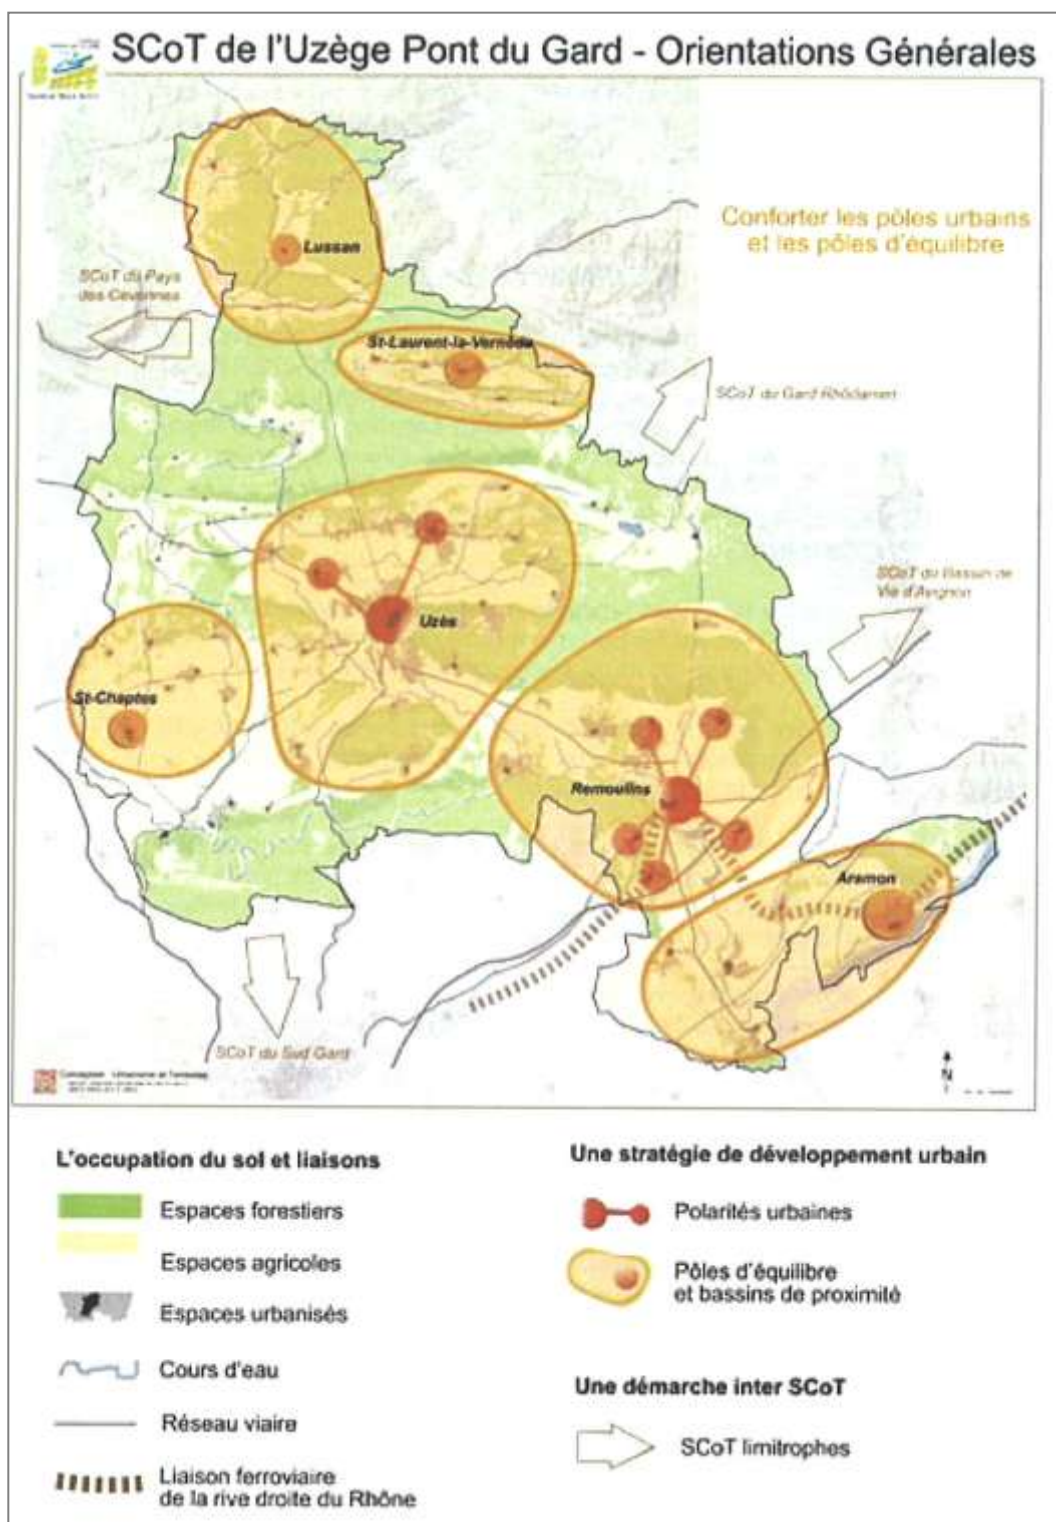 SCoT de l'Uzège Pont du Gard - Orientations Générales
Conforter les pôles urbains
et les pôles d'équilibre
Lussan
SCoT du Pays
des Cévennes
St-Laurent-la-Vernède
SCoT du Gard Rhodanien
SCoT du Bassin de
Vie d'Avignon
Uzès
St-Chaptes
Remoulins
Aramon
SCoT du Sud Gard
N
L'occupation du sol et liaisons
Espaces forestiers
Espaces agricoles
Espaces urbanisés
Cours d'eau
Réseau viaire
Liaison ferroviaire
de la rive droite du Rhône
Une stratégie de développement urbain
Polarités urbaines
Pôles d'équilibre
et bassins de proximité
Une démarche inter SCoT
SCoT limitrophes